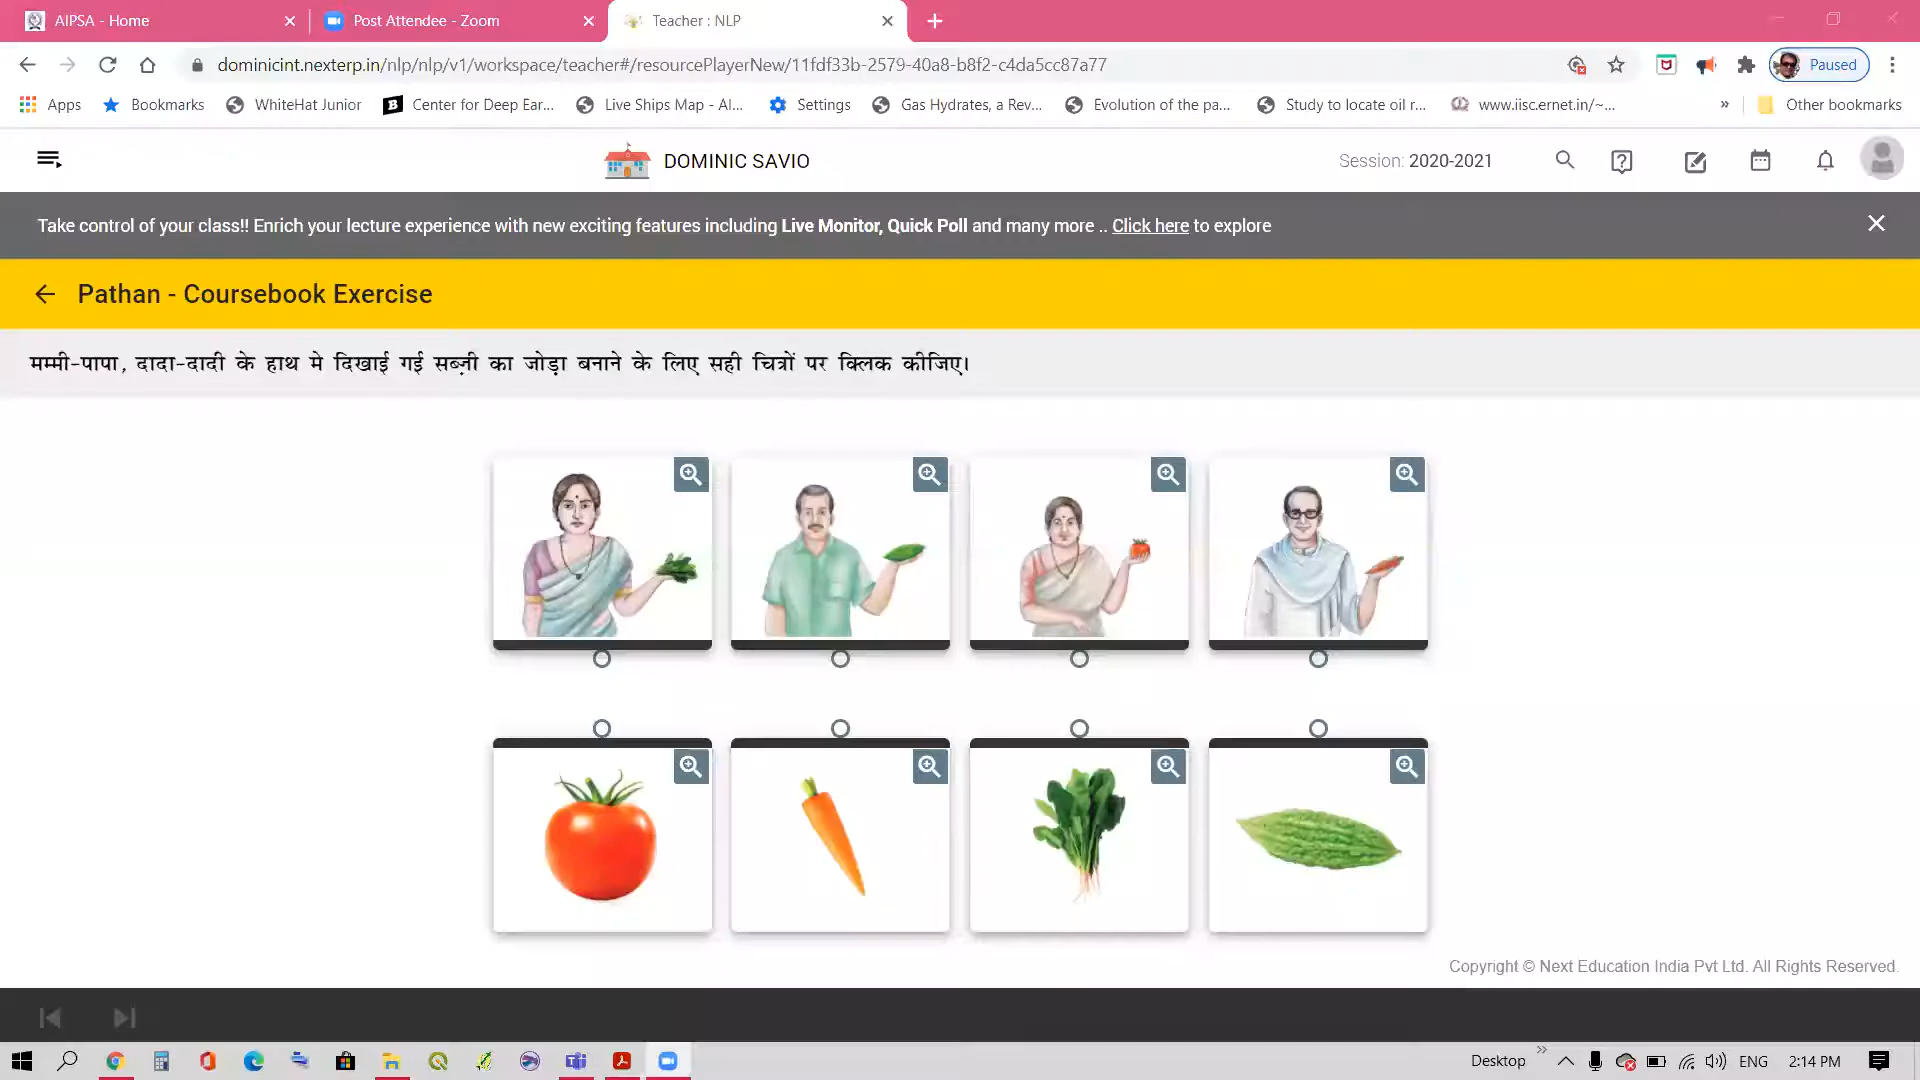 AIPSA - Home
Post Attendee - Zoom
Teacher : NLP
dominicint.nexterp.in/nlp/nlp/v1/workspace/teacher#/resourcePlayerNew/11fdf33b-2579-40a8-b8f2-c4da5cc87a77
Paused
Apps Bookmarks WhiteHat Junior Center for Deep Ear... Live Ships Map - AI... Settings Gas Hydrates, a Rev... Evolution of the pa... Study to locate oil r... www.iisc.ernet.in/~... » Other bookmarks
DOMINIC SAVIO
Session: 2020-2021
Take control of your class!! Enrich your lecture experience with new exciting features including Live Monitor, Quick Poll and many more .. Click here to explore
Pathan - Coursebook Exercise
मम्मी-पापा, दादा-दादी के हाथ मे दिखाई गई सब्ज़ी का जोड़ा बनाने के लिए सही चित्रों पर क्लिक कीजिए।
Copyright © Next Education India Pvt Ltd. All Rights Reserved.
Desktop » ENG 2:14 PM